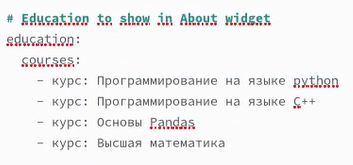 # Education to show in About widget
education:
  courses:
    - курс: Программирование на языке python
    - курс: Программирование на языке C++
    - курс: Основы Pandas
    - курс: Высшая математика